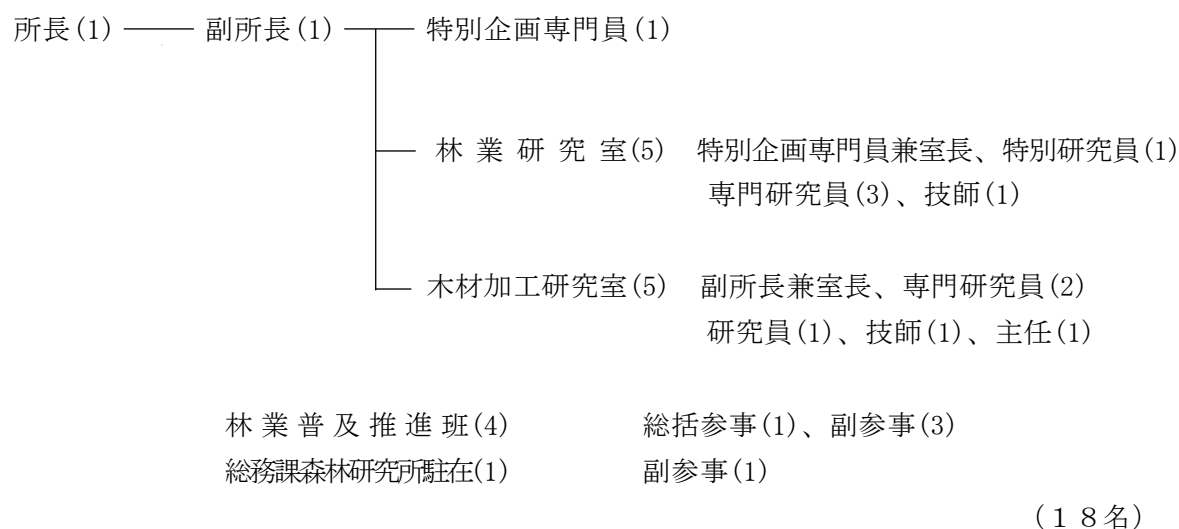 所長(1) 副所長(1) 特別企画専門員(1)
林業研究室(5) 特別企画専門員兼室長、特別研究員(1)
専門研究員(3)、技師(1)
木材加工研究室(5) 副所長兼室長、専門研究員(2)
研究員(1)、技師(1)、主任(1)
林業普及推進班(4) 総括参事(1)、副参事(3)
総務課森林研究所駐在(1) 副参事(1)
(18名)